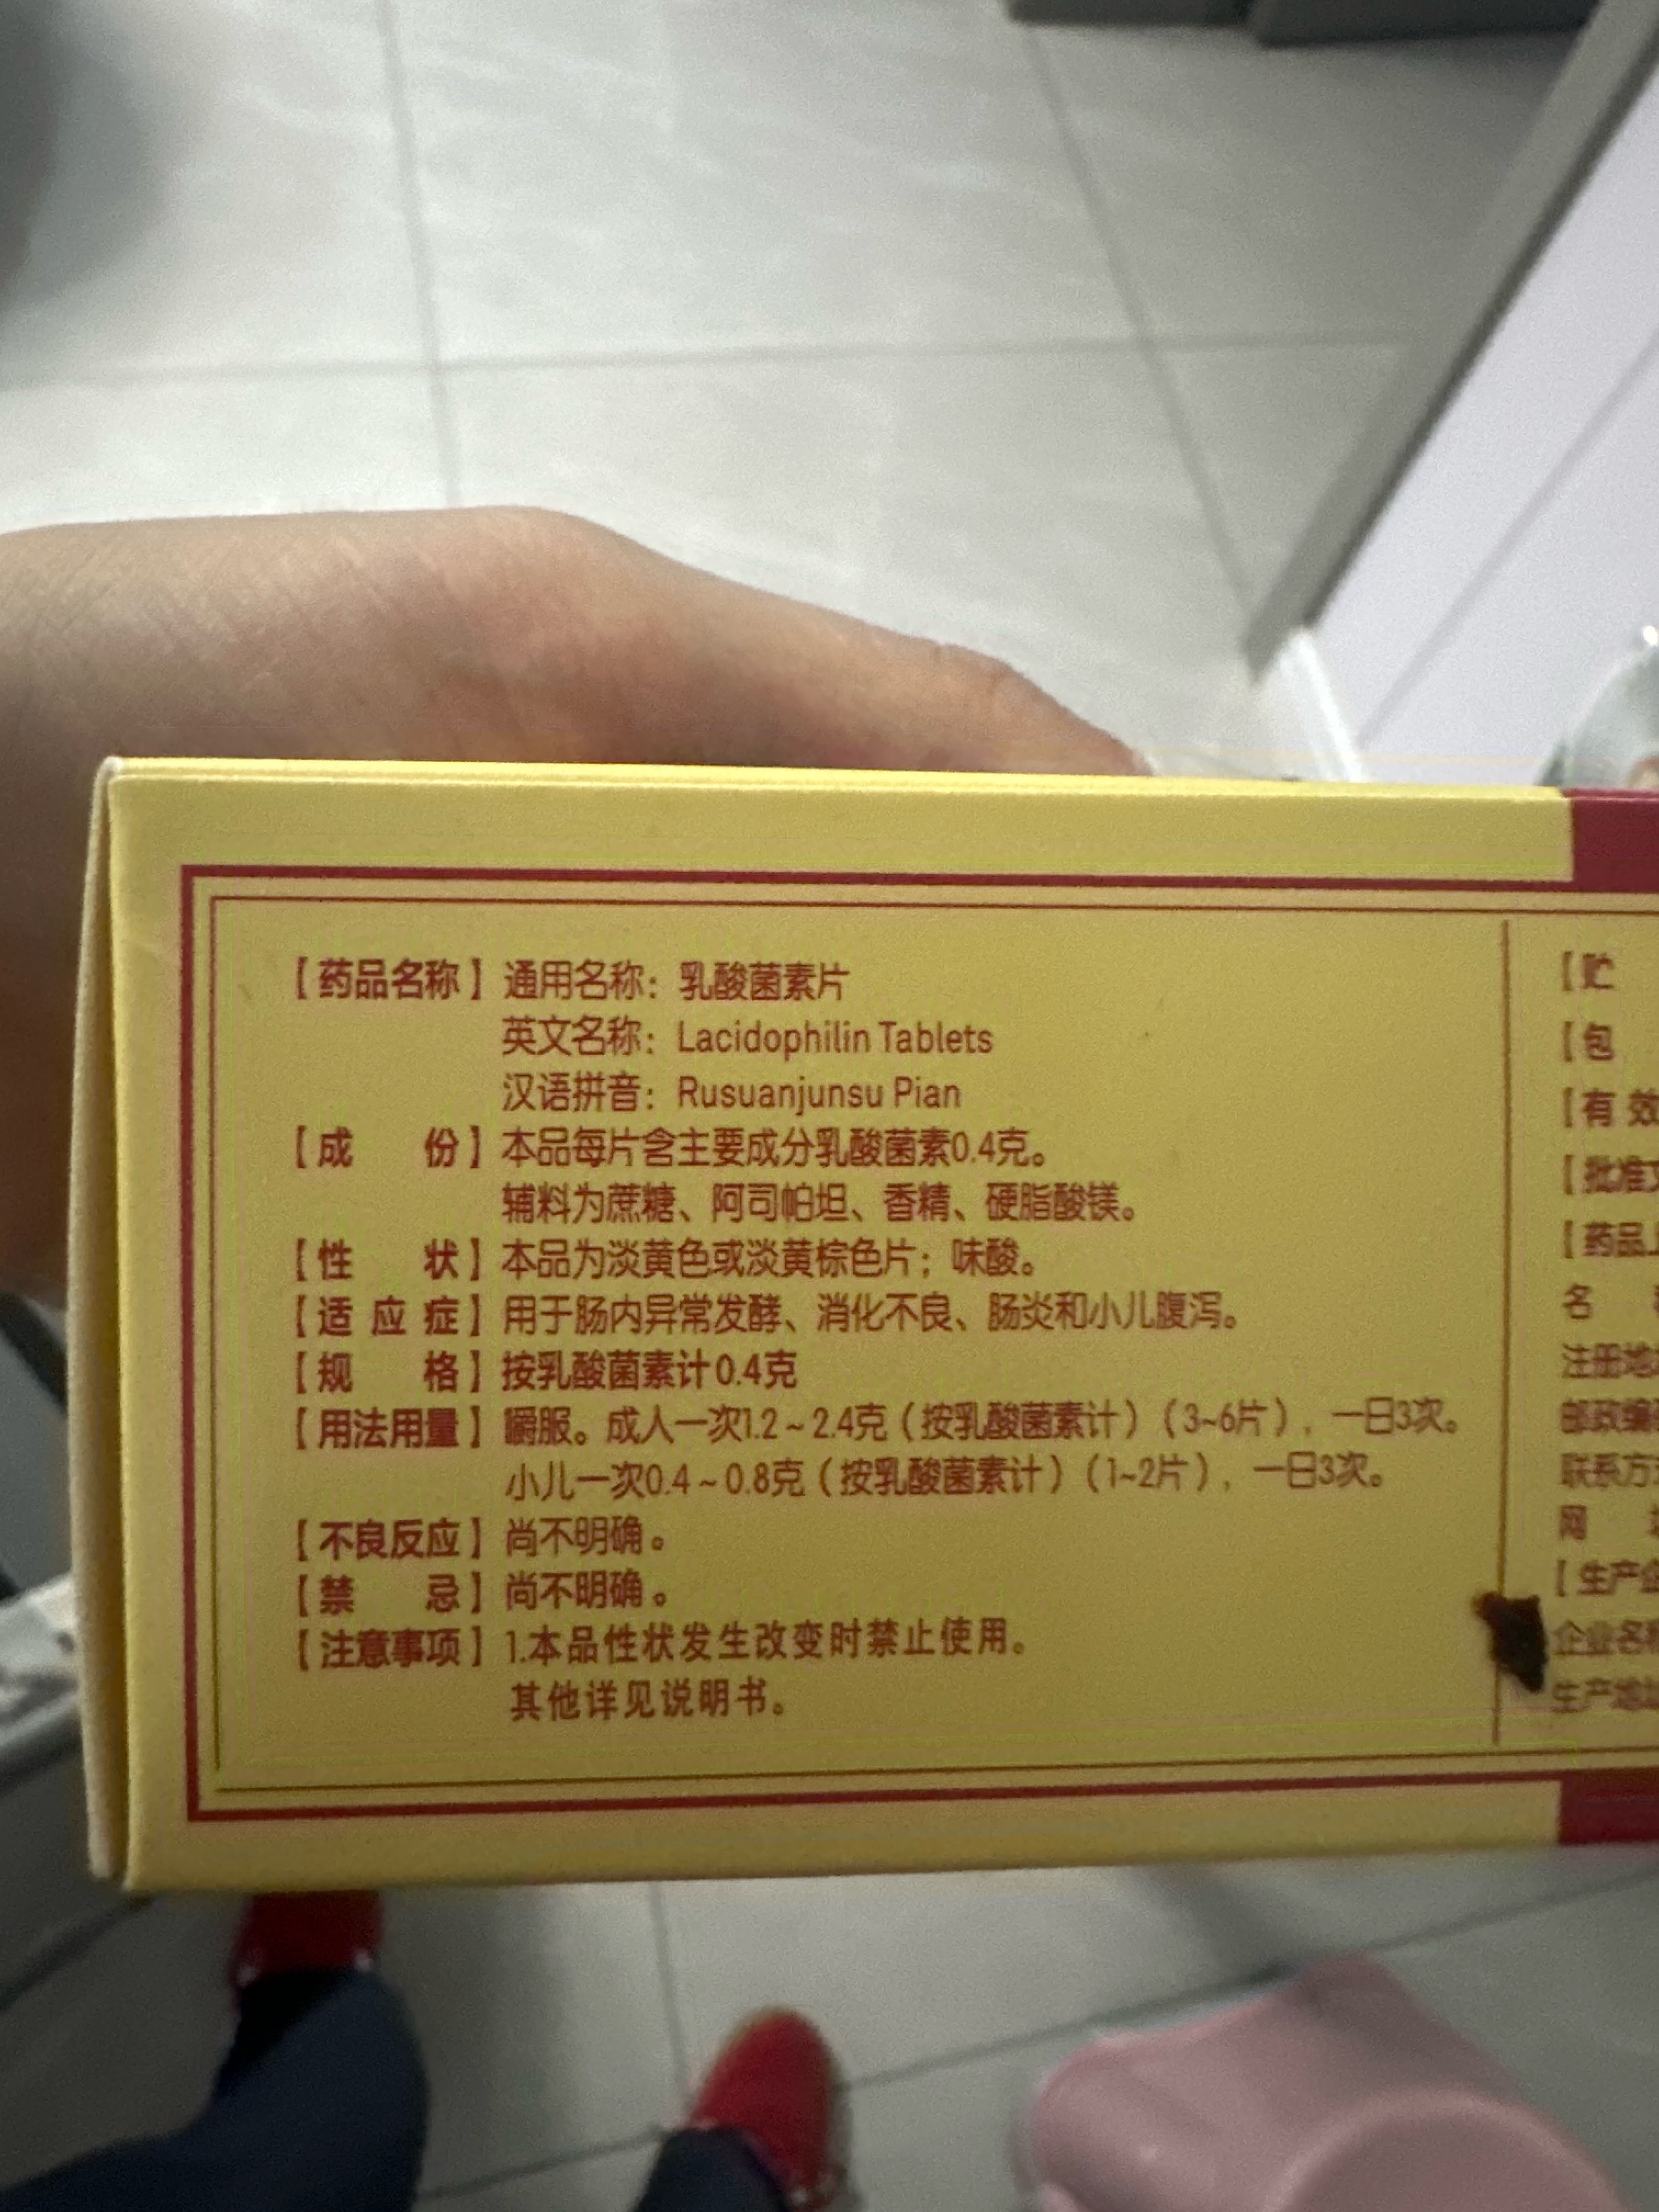 【药品名称】通用名称：乳酸菌素片
英文名称：Lacidophilin Tablets
汉语拼音：Rusuanjunsu Pian
【成 份】本品每片含主要成分乳酸菌素0.4克。
辅料为蔗糖、阿司帕坦、香精、硬脂酸镁。
【性 状】本品为淡黄色或淡黄棕色片；味酸。
【适 应 症】用于肠内异常发酵、消化不良、肠炎和小儿腹泻。
【规 格】按乳酸菌素计0.4克
【用法用量】嚼服。成人一次1.2~2.4克（按乳酸菌素计）（3~6片），一日3次。
小儿一次0.4~0.8克（按乳酸菌素计）（1~2片），一日3次。
【不良反应】尚不明确。
【禁 忌】尚不明确。
【注意事项】1.本品性状发生改变时禁止使用。
其他详见说明书。
【贮
【包
【有 效
【批准文
【药品上
名
注册地
邮政编
联系方
网
【生产企
企业名称
生产地址